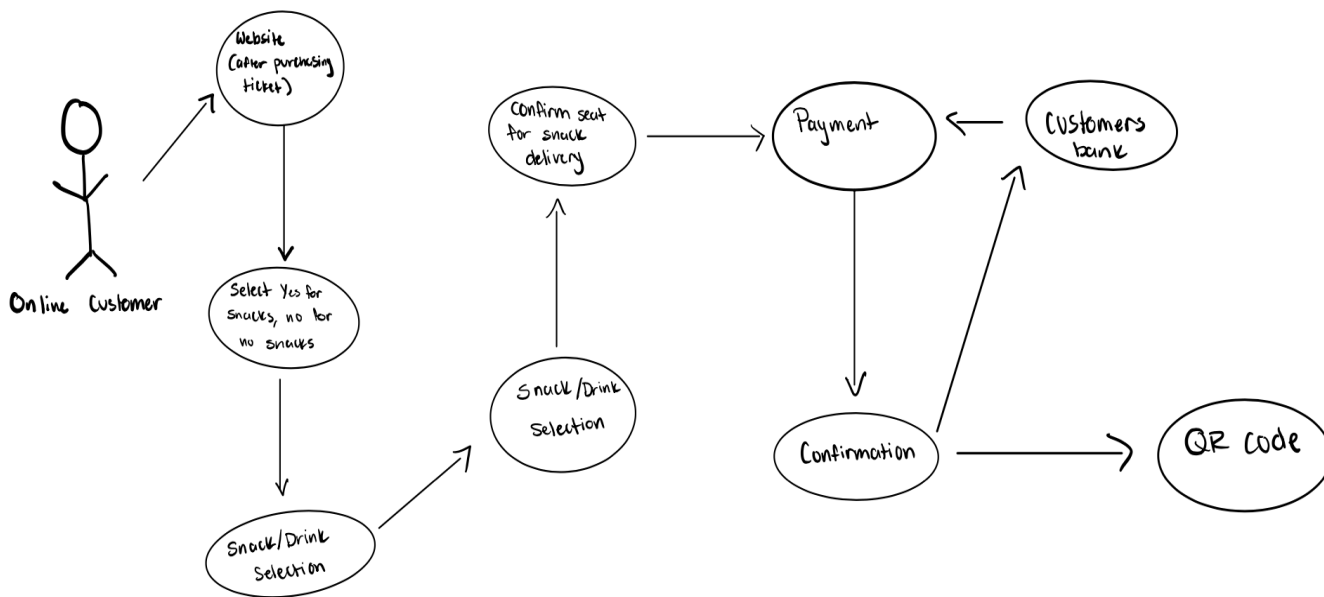 Website
(after purchasing
ticket)
Online Customer
Select Yes for
snacks, no for
no snacks
Snack/Drink
Selection
Snack/Drink
Selection
Confirm seat
for snack
delivery
Payment
Customers
bank
Confirmation
QR code